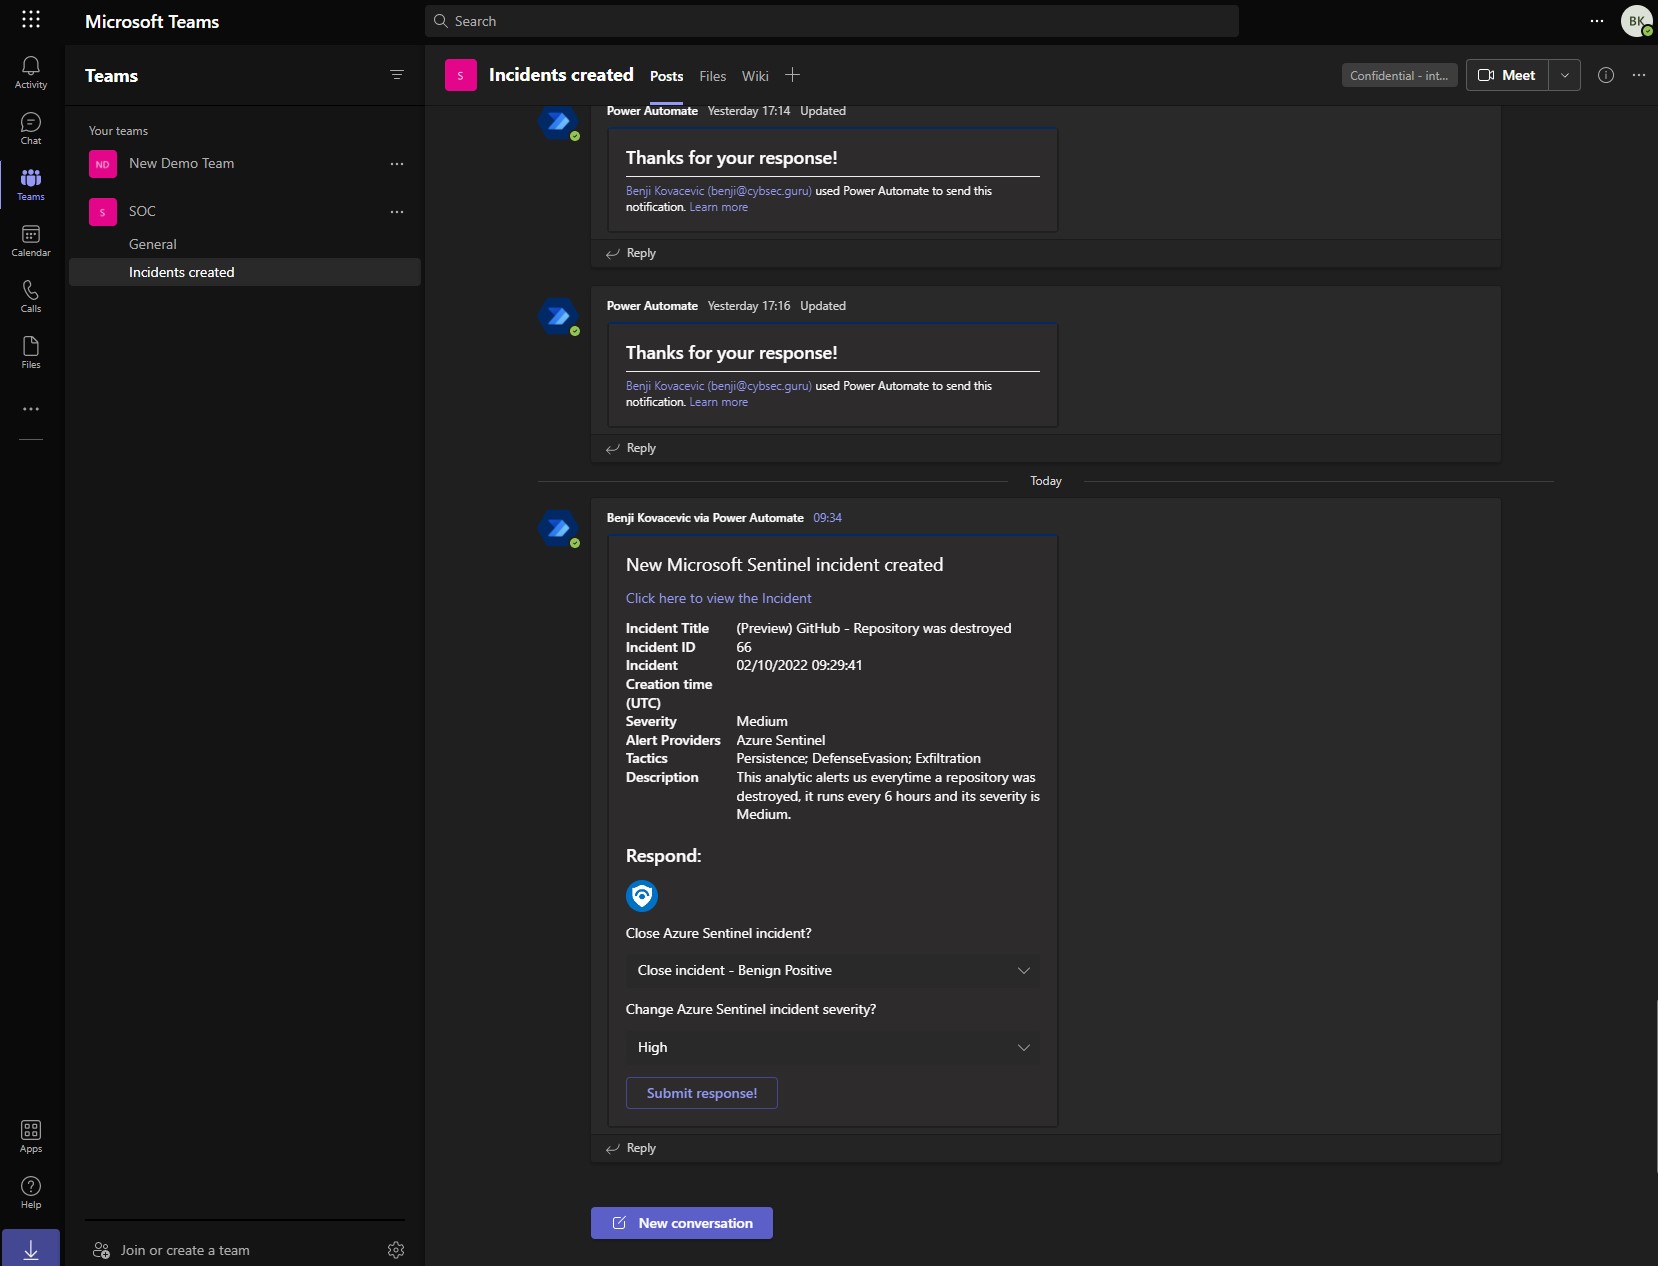 Microsoft Teams
Search
BK
Activity
Chat
Teams
Calendar
Calls
Files
Apps
Help
Teams
Your teams
ND New Demo Team
S SOC
General
Incidents created
Join or create a team
S Incidents created Posts Files Wiki
Confidential - int...
Meet
Power Automate Yesterday 17:14 Updated
Thanks for your response!
Benji Kovacevic (benji@cybsec.guru) used Power Automate to send this
notification. Learn more
Reply
Power Automate Yesterday 17:16 Updated
Thanks for your response!
Benji Kovacevic (benji@cybsec.guru) used Power Automate to send this
notification. Learn more
Reply
Today
Benji Kovacevic via Power Automate 09:34
New Microsoft Sentinel incident created
Click here to view the Incident
Incident Title (Preview) GitHub - Repository was destroyed
Incident ID 66
Incident 02/10/2022 09:29:41
Creation time
(UTC)
Severity Medium
Alert Providers Azure Sentinel
Tactics Persistence; DefenseEvasion; Exfiltration
Description This analytic alerts us everytime a repository was
destroyed, it runs every 6 hours and its severity is
Medium.
Respond:
Close Azure Sentinel incident?
Close incident - Benign Positive
Change Azure Sentinel incident severity?
High
Submit response!
Reply
New conversation